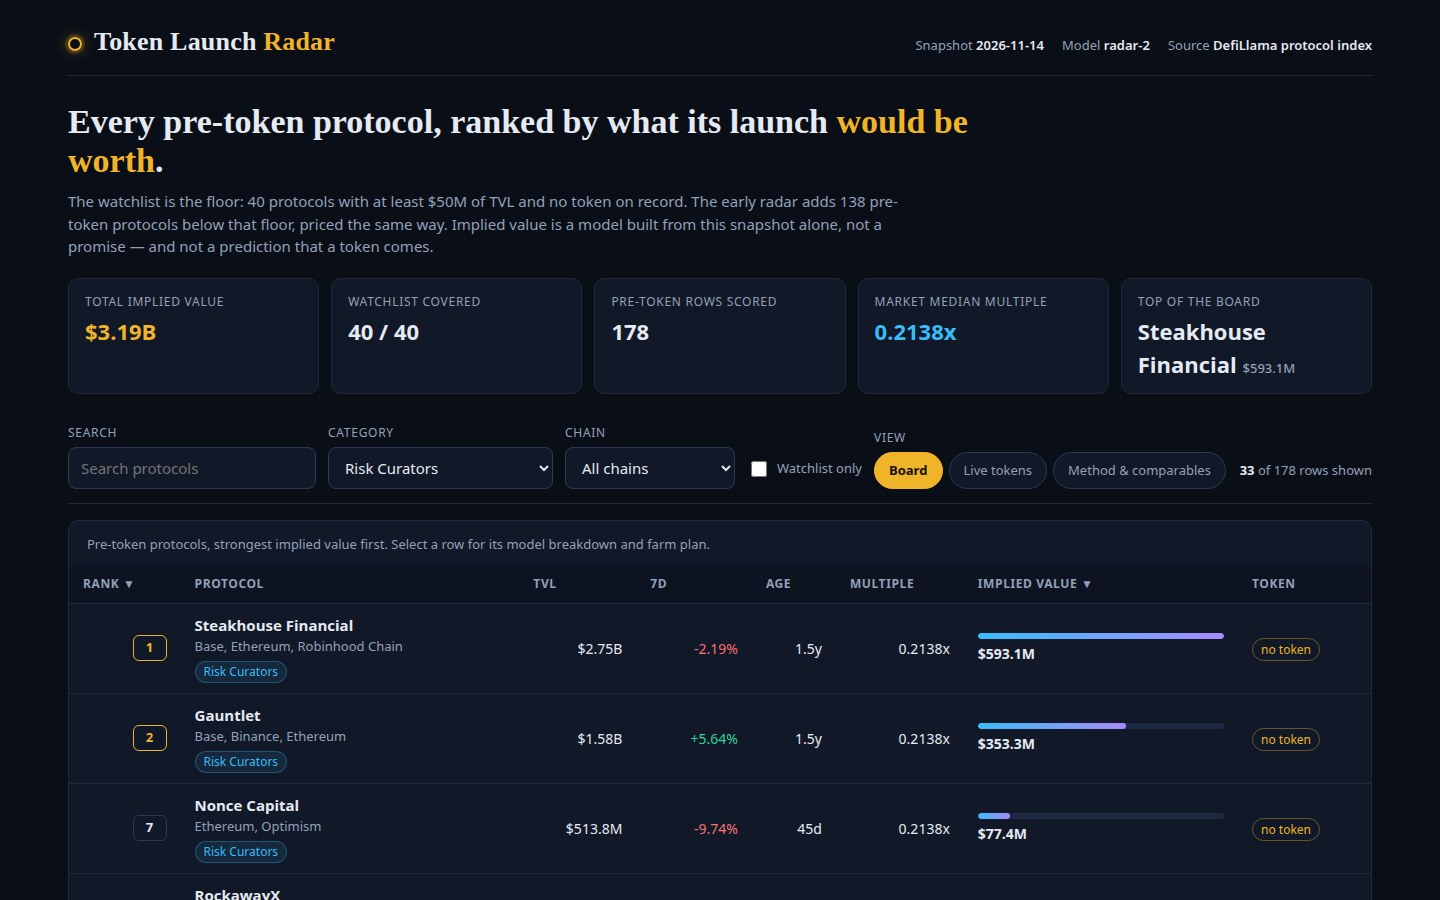 Token Launch Radar
Snapshot 2026-11-14 Model radar-2 Source DefiLlama protocol index
Every pre-token protocol, ranked by what its launch would be
worth.
The watchlist is the floor: 40 protocols with at least $50M of TVL and no token on record. The early radar adds 138 pre-
token protocols below that floor, priced the same way. Implied value is a model built from this snapshot alone, not a
promise — and not a prediction that a token comes.
TOTAL IMPLIED VALUE
$3.19B
WATCHLIST COVERED
40 / 40
PRE-TOKEN ROWS SCORED
178
MARKET MEDIAN MULTIPLE
0.2138x
TOP OF THE BOARD
Steakhouse
Financial $593.1M
SEARCH
Search protocols
CATEGORY
Risk Curators
CHAIN
All chains
Watchlist only
VIEW
Board Live tokens Method & comparables
33 of 178 rows shown
Pre-token protocols, strongest implied value first. Select a row for its model breakdown and farm plan.
RANK ▼ PROTOCOL TVL 7D AGE MULTIPLE IMPLIED VALUE ▼ TOKEN
1 Steakhouse Financial
Base, Ethereum, Robinhood Chain
Risk Curators
$2.75B -2.19% 1.5y 0.2138x $593.1M no token
2 Gauntlet
Base, Binance, Ethereum
Risk Curators
$1.58B +5.64% 1.5y 0.2138x $353.3M no token
7 Nonce Capital
Ethereum, Optimism
Risk Curators
$513.8M -9.74% 45d 0.2138x $77.4M no token
RockawayX